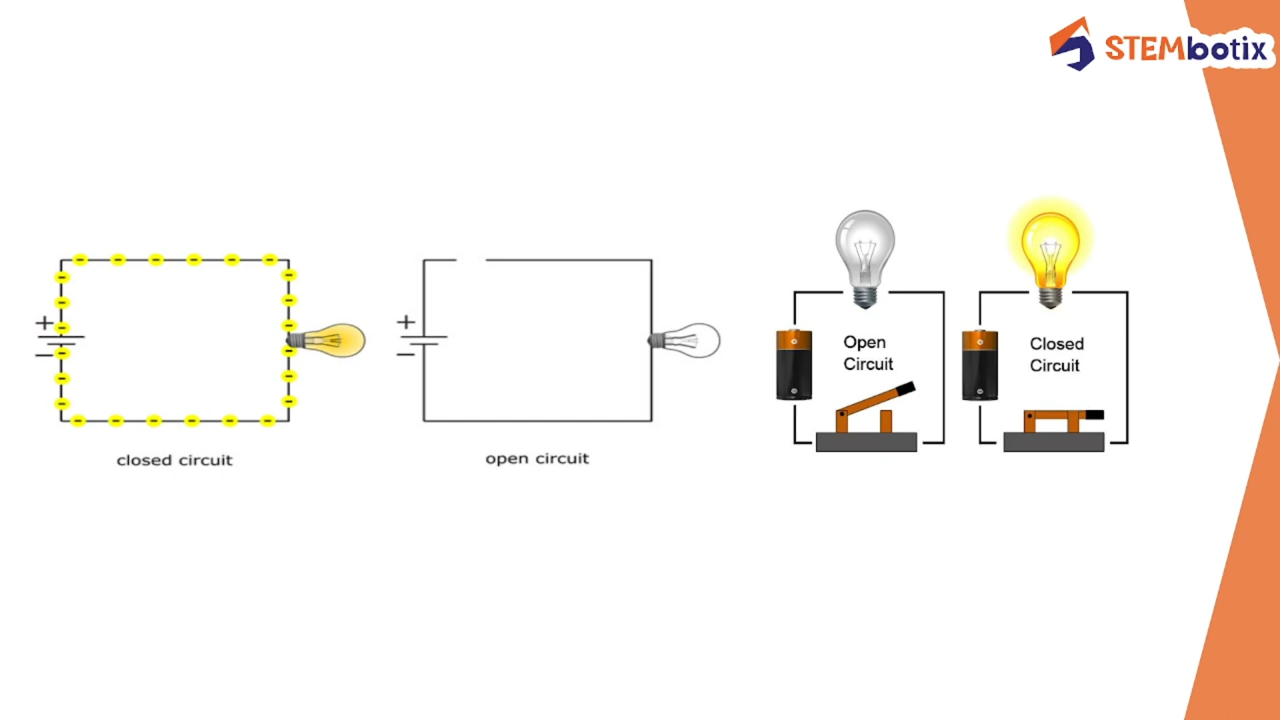 STEMbotix
+
−
closed circuit
+
−
open circuit
Open
Circuit
Closed
Circuit